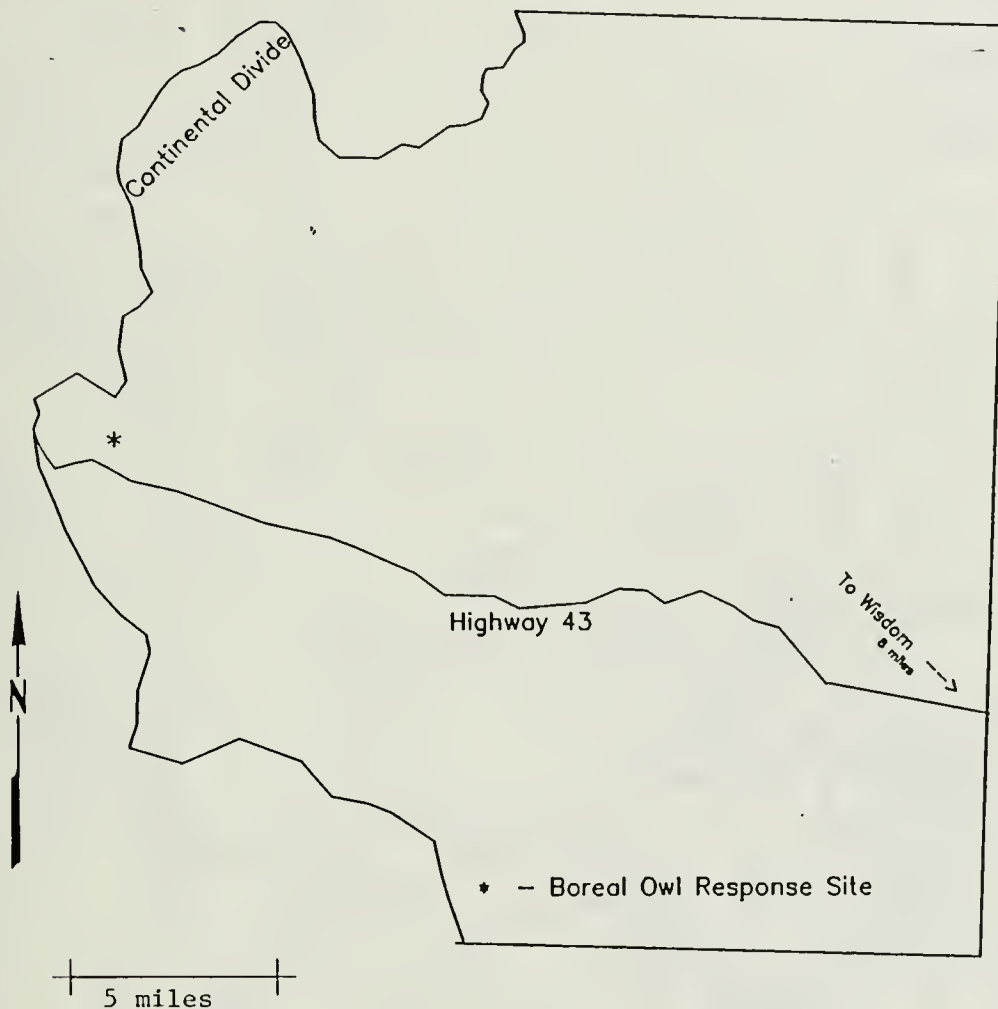 Continental Divide
Highway 43
To Wisdom
8 miles
N
* – Boreal Owl Response Site
5 miles